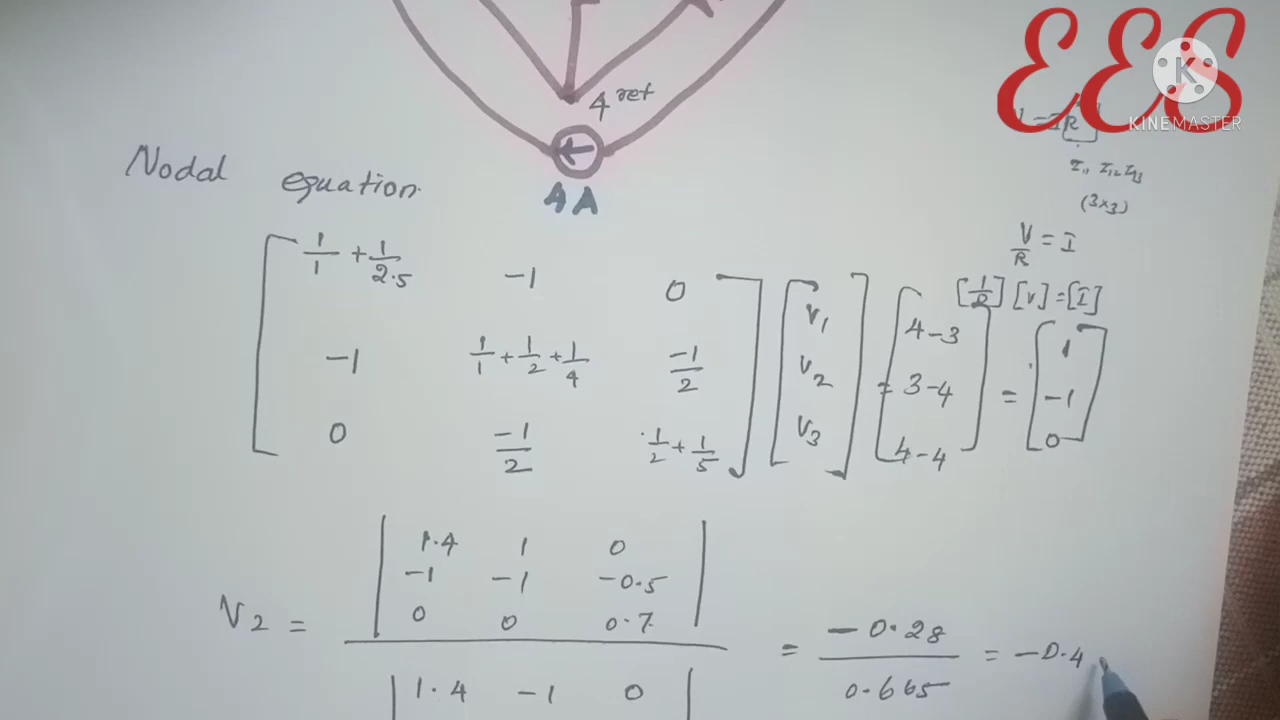 EES
KINEMASTER
4 ref
4A
Z11 Z12 Z13
(3×3)
Nodal equation.
V/R = I
[1/R] [V] = [I]
[ 1/1 + 1/2.5 -1 0 ] [ V1 ] [ 4-3 ] [ 1 ]
[ -1 1/1 + 1/2 + 1/4 -1/2 ] [ V2 ] = [ 3-4 ] = [ -1 ]
[ 0 -1/2 1/2 + 1/5 ] [ V3 ] [ 4-4 ] [ 0 ]
| 1.4 1 0 |
| -1 -1 -0.5 |
| 0 0 0.7 |
V2 = = -0.28 / 0.665 = -0.4
| 1.4 -1 0 |